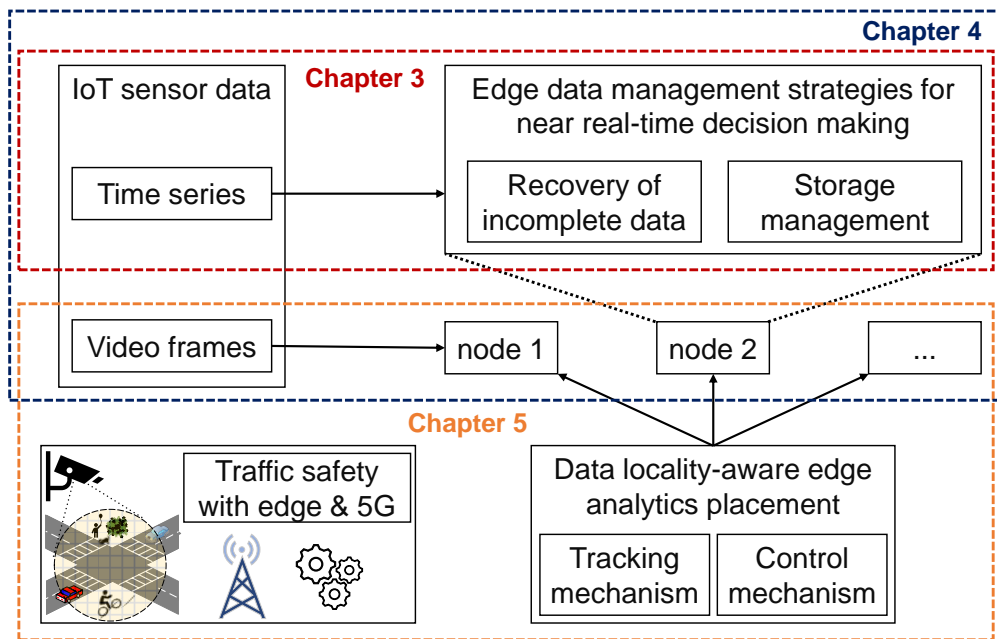 Chapter 4
Chapter 3
IoT sensor data
Edge data management strategies for
near real-time decision making
Time series
Recovery of
incomplete data
Storage
management
Video frames
node 1
node 2
...
Chapter 5
Traffic safety
with edge & 5G
Data locality-aware edge
analytics placement
Tracking
mechanism
Control
mechanism